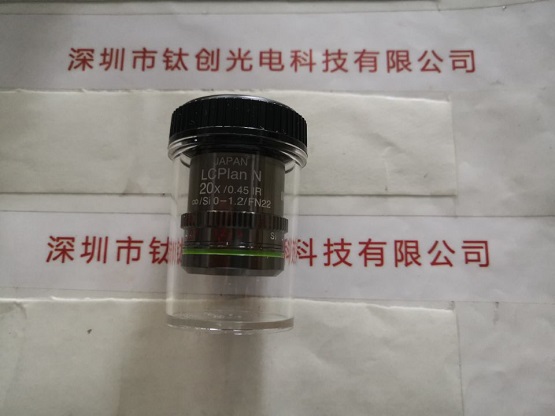 深圳市钛创光电科技有限公司
JAPAN
LCPlan N
20X/0.45 IR
∞/Si0-1.2/FN22
深圳市钛 科技有限公司